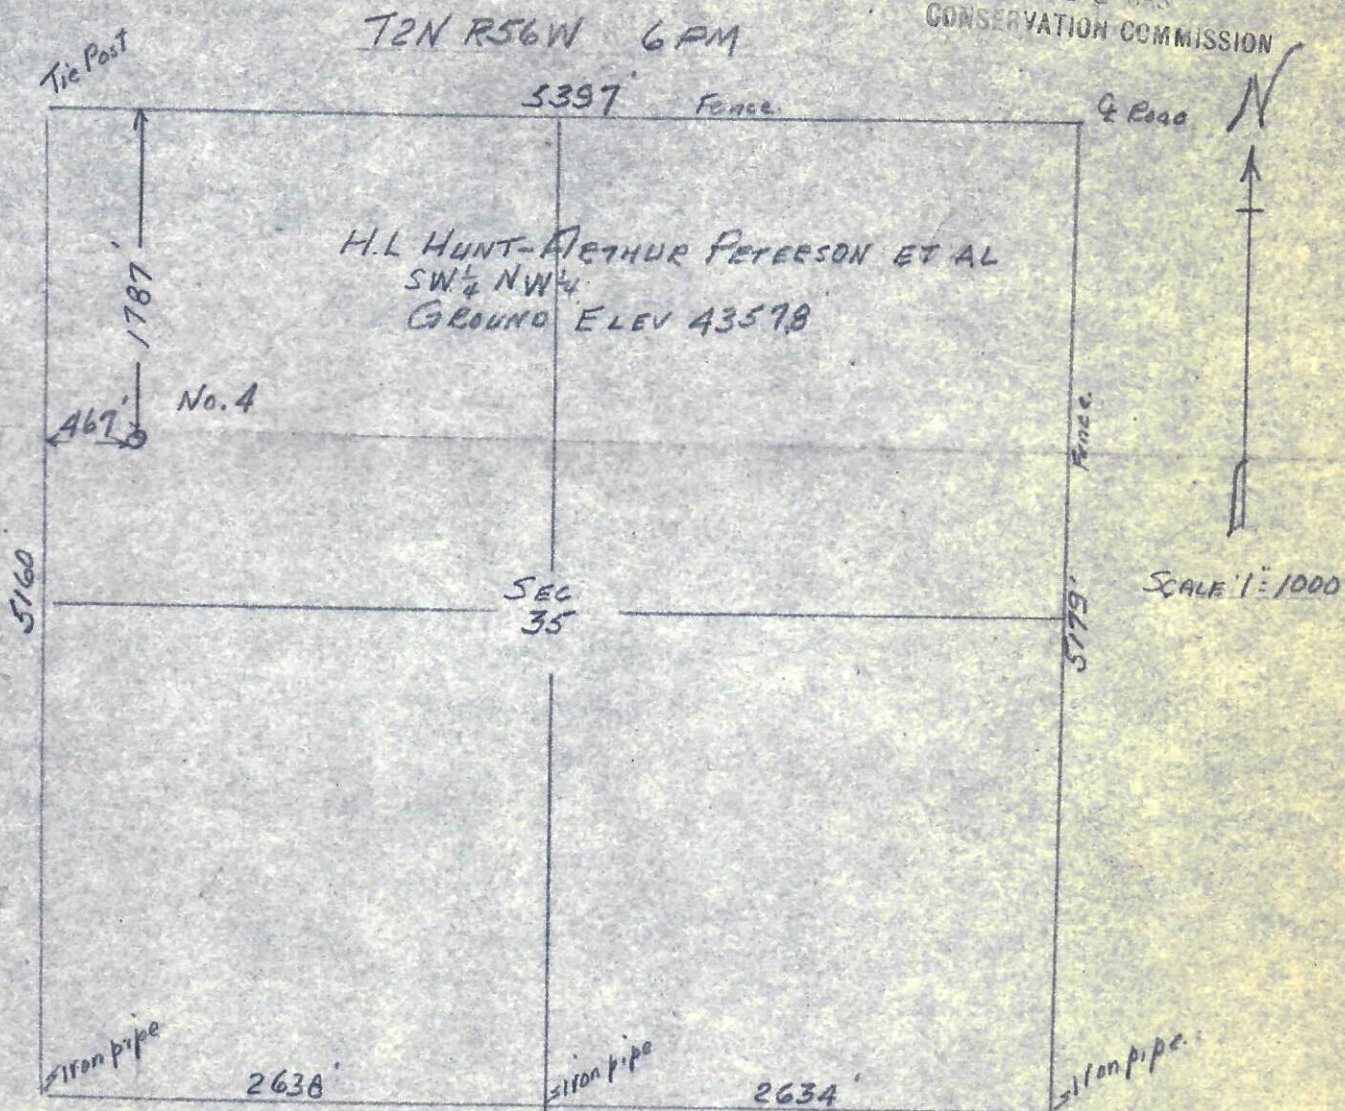 T2N R56W 6 PM
CONSERVATION COMMISSION
Tie Post
5397' Fence
℄ Road
N
1787'
H.L HUNT-ARTHUR PETERSON ET AL
SW¼ NW¼
GROUND ELEV 4357.8
No. 4
467'
Fence
5160
SEC
35
5179'
SCALE 1"=1000
Iron pipe
2638'
Iron pipe
2634'
Iron pipe